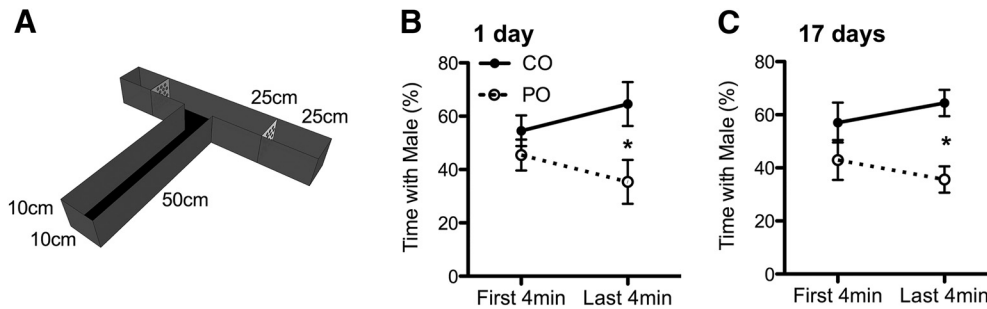 A
25cm
25cm
50cm
10cm
10cm
B
1 day
CO
PO
Time with Male (%)
80
60
40
20
0
*
First 4min
Last 4min
C
17 days
Time with Male (%)
80
60
40
20
0
*
First 4min
Last 4min